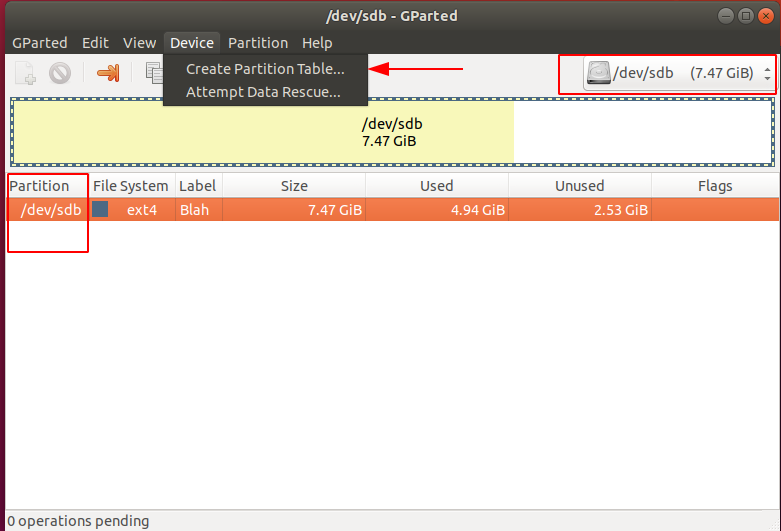 /dev/sdb - GParted
GParted Edit View Device Partition Help
Create Partition Table...
Attempt Data Rescue...
/dev/sdb (7.47 GiB)
/dev/sdb
7.47 GiB
Partition File System Label Size Used Unused Flags
/dev/sdb ext4 Blah 7.47 GiB 4.94 GiB 2.53 GiB
0 operations pending